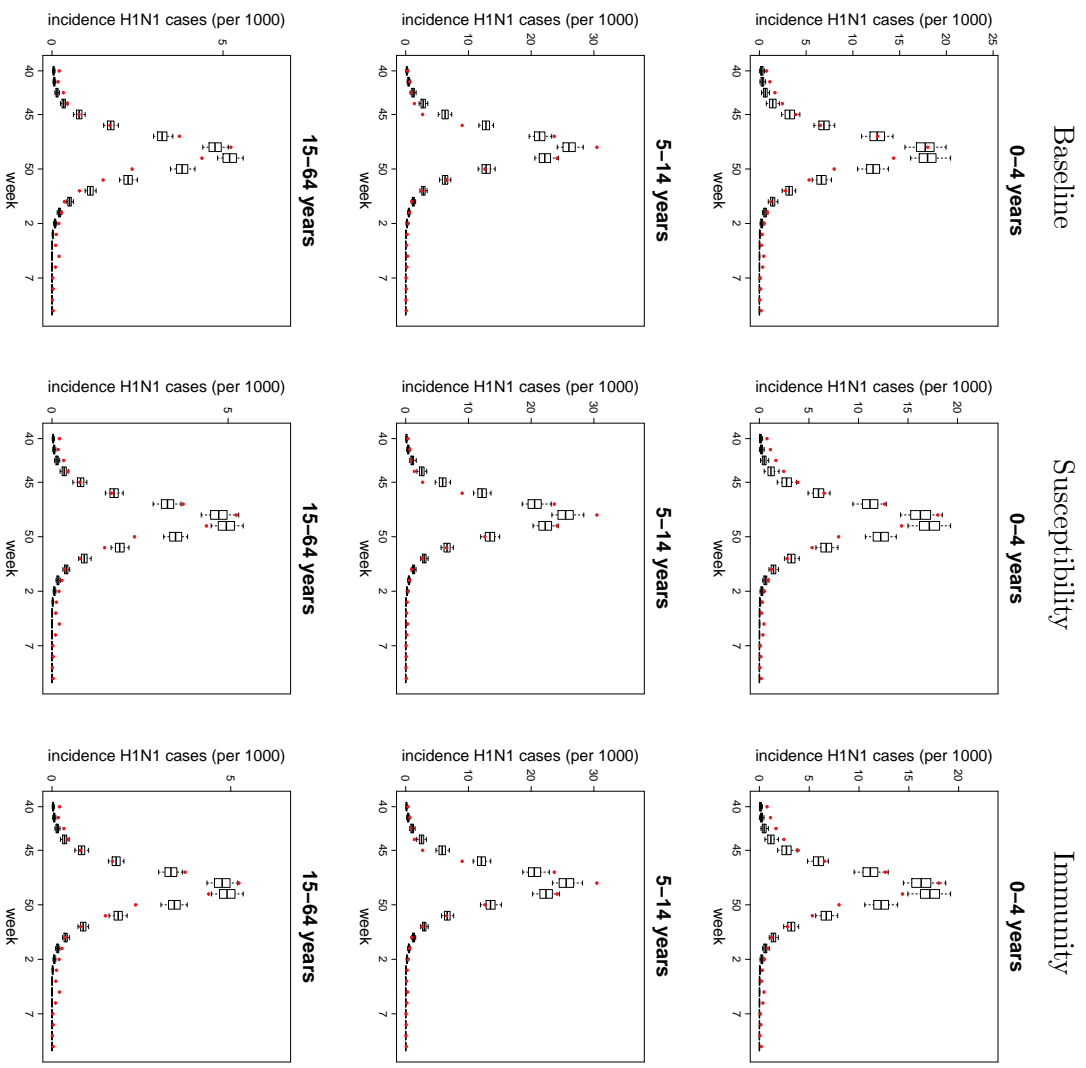 Baseline
Susceptibility
Immunity
0–4 years
incidence H1N1 cases (per 1000)
0 5 10 15 20 25
40 45 50 2 7
week
0–4 years
incidence H1N1 cases (per 1000)
0 5 10 15 20
40 45 50 2 7
week
0–4 years
incidence H1N1 cases (per 1000)
0 5 10 15 20
40 45 50 2 7
week
5–14 years
incidence H1N1 cases (per 1000)
0 10 20 30
40 45 50 2 7
week
5–14 years
incidence H1N1 cases (per 1000)
0 10 20 30
40 45 50 2 7
week
5–14 years
incidence H1N1 cases (per 1000)
0 10 20 30
40 45 50 2 7
week
15–64 years
incidence H1N1 cases (per 1000)
0 5
40 45 50 2 7
week
15–64 years
incidence H1N1 cases (per 1000)
0 5
40 45 50 2 7
week
15–64 years
incidence H1N1 cases (per 1000)
0 5
40 45 50 2 7
week